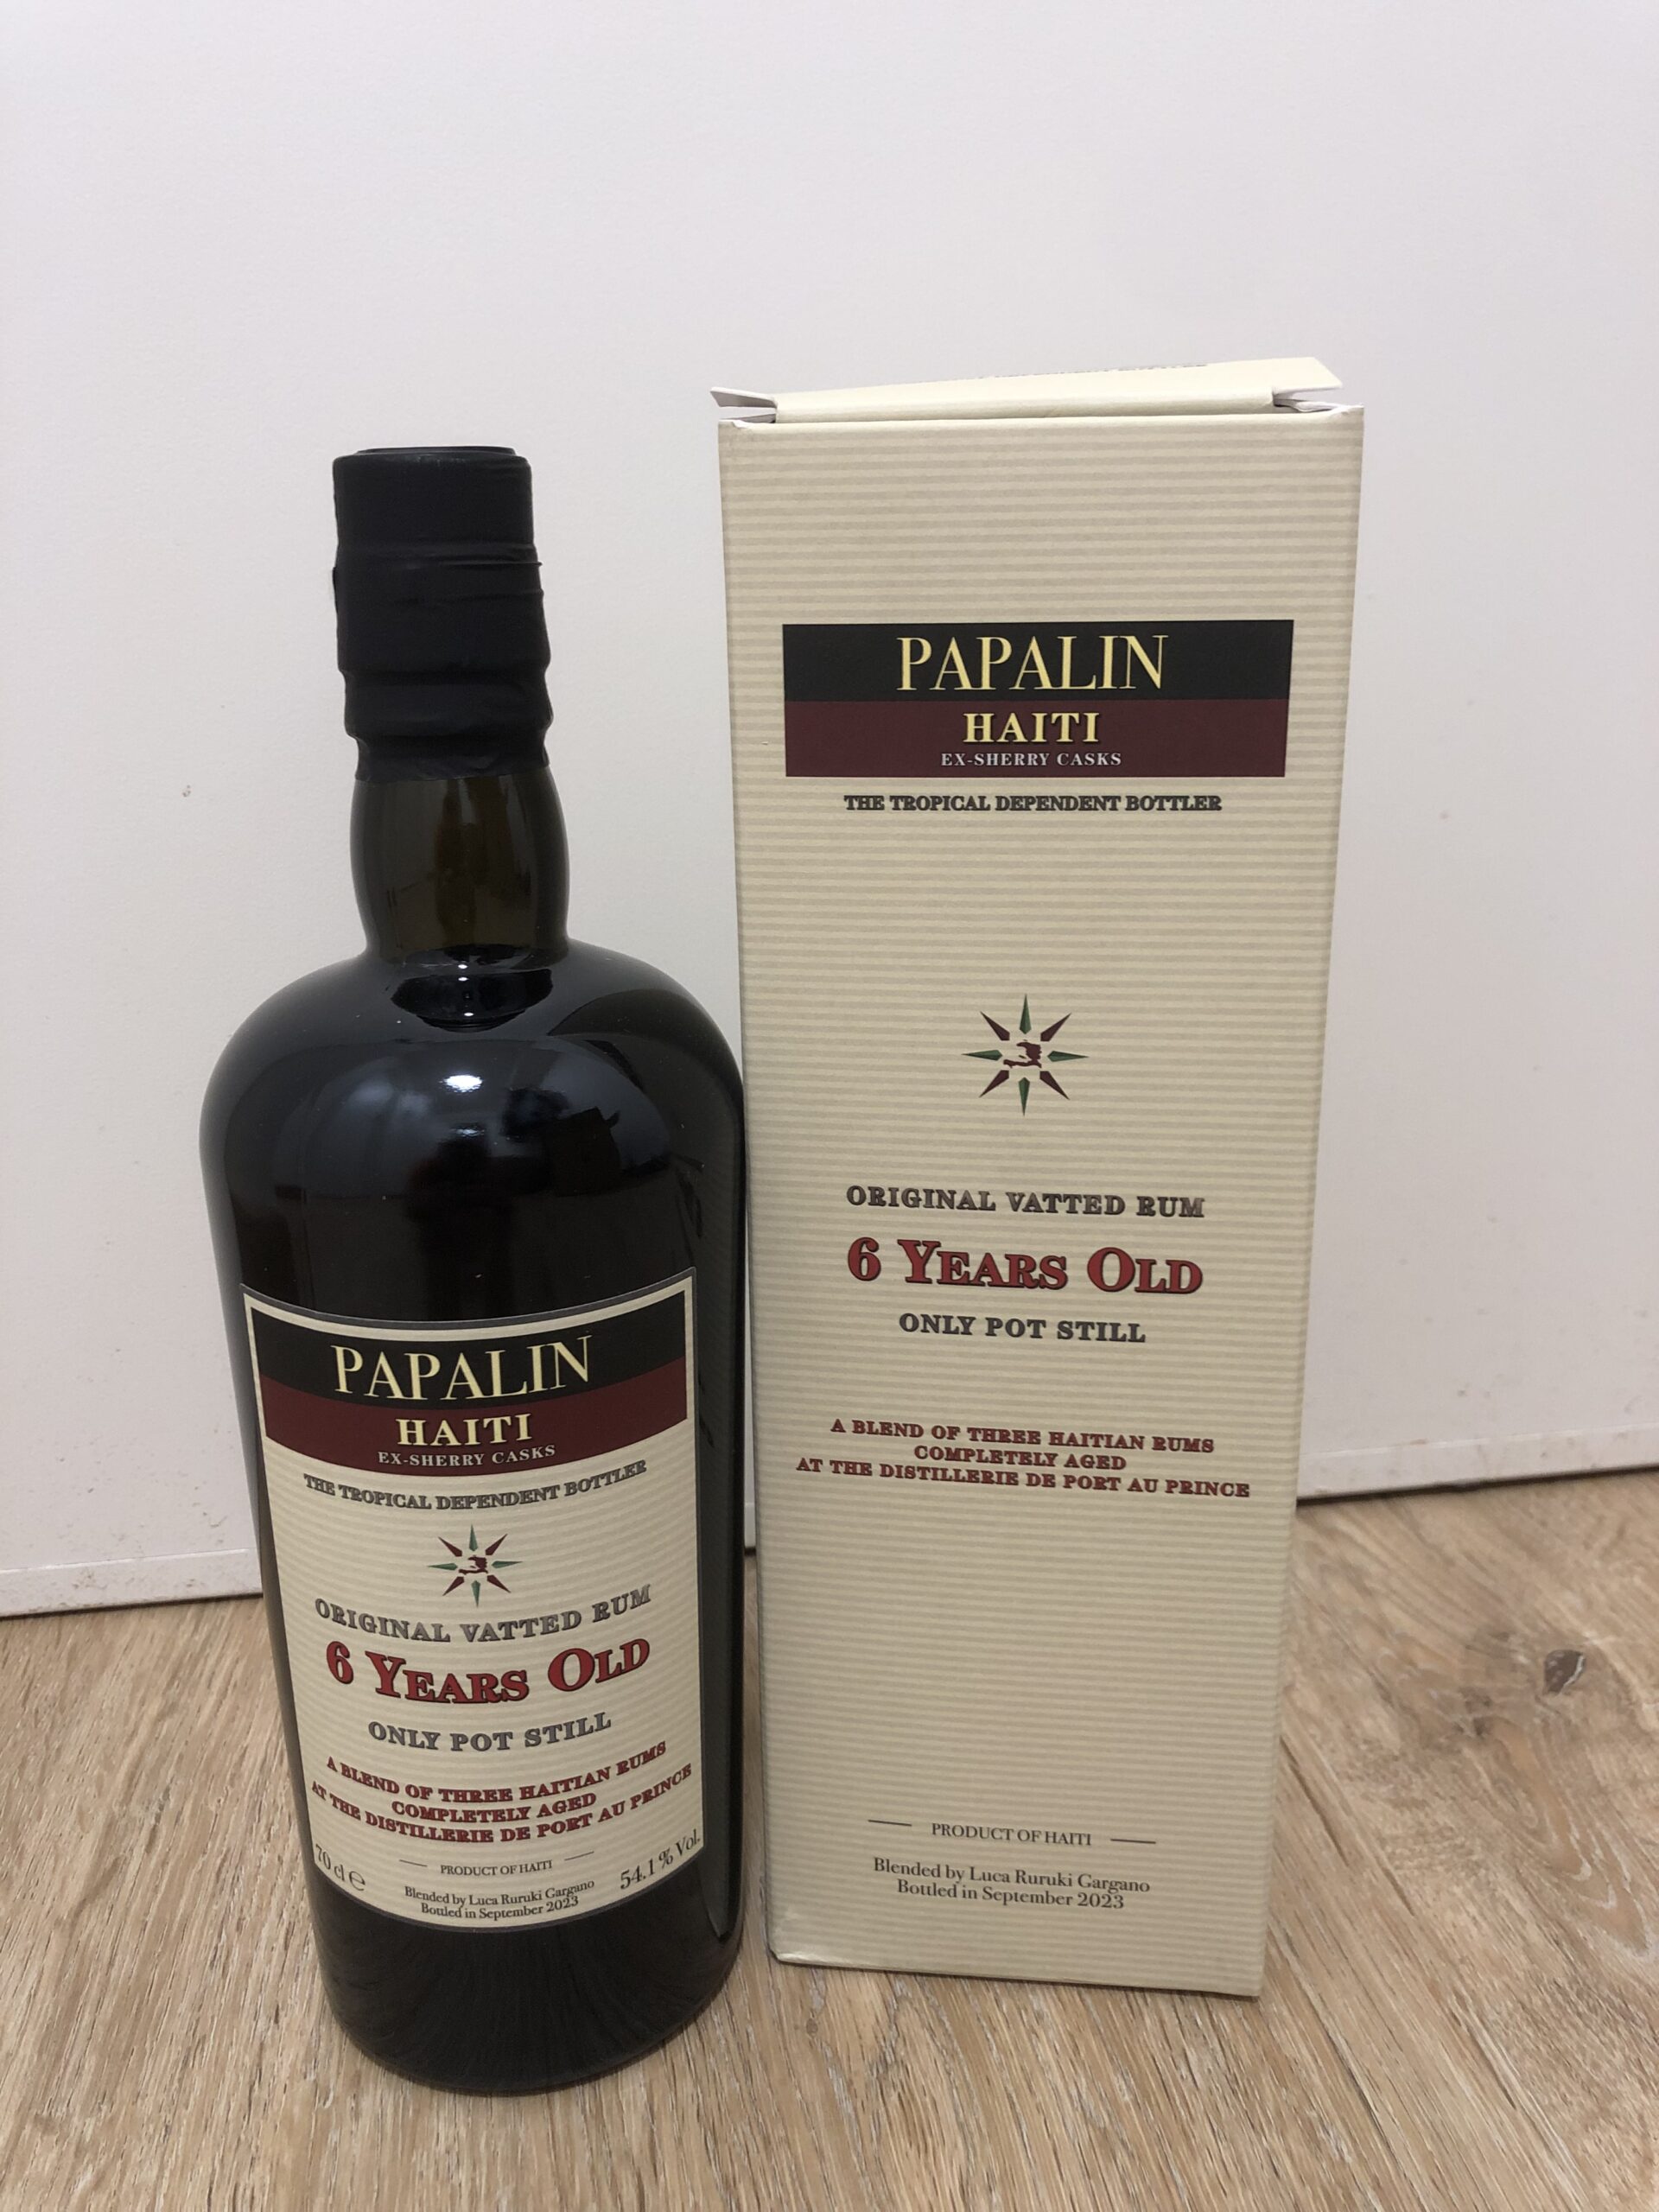 PAPALIN
HAITI
EX-SHERRY CASKS
THE TROPICAL DEPENDENT BOTTLER
ORIGINAL VATTED RUM
6 YEARS OLD
ONLY POT STILL
A BLEND OF THREE HAITIAN RUMS
COMPLETELY AGED
AT THE DISTILLERIE DE PORT AU PRINCE
70 cl e
54.1% Vol.
PRODUCT OF HAITI
Blended by Luca Ruruki Gargano
Bottled in September 2023
PAPALIN
HAITI
EX-SHERRY CASKS
THE TROPICAL DEPENDENT BOTTLER
ORIGINAL VATTED RUM
6 YEARS OLD
ONLY POT STILL
A BLEND OF THREE HAITIAN RUMS
COMPLETELY AGED
AT THE DISTILLERIE DE PORT AU PRINCE
PRODUCT OF HAITI
Blended by Luca Ruruki Gargano
Bottled in September 2023